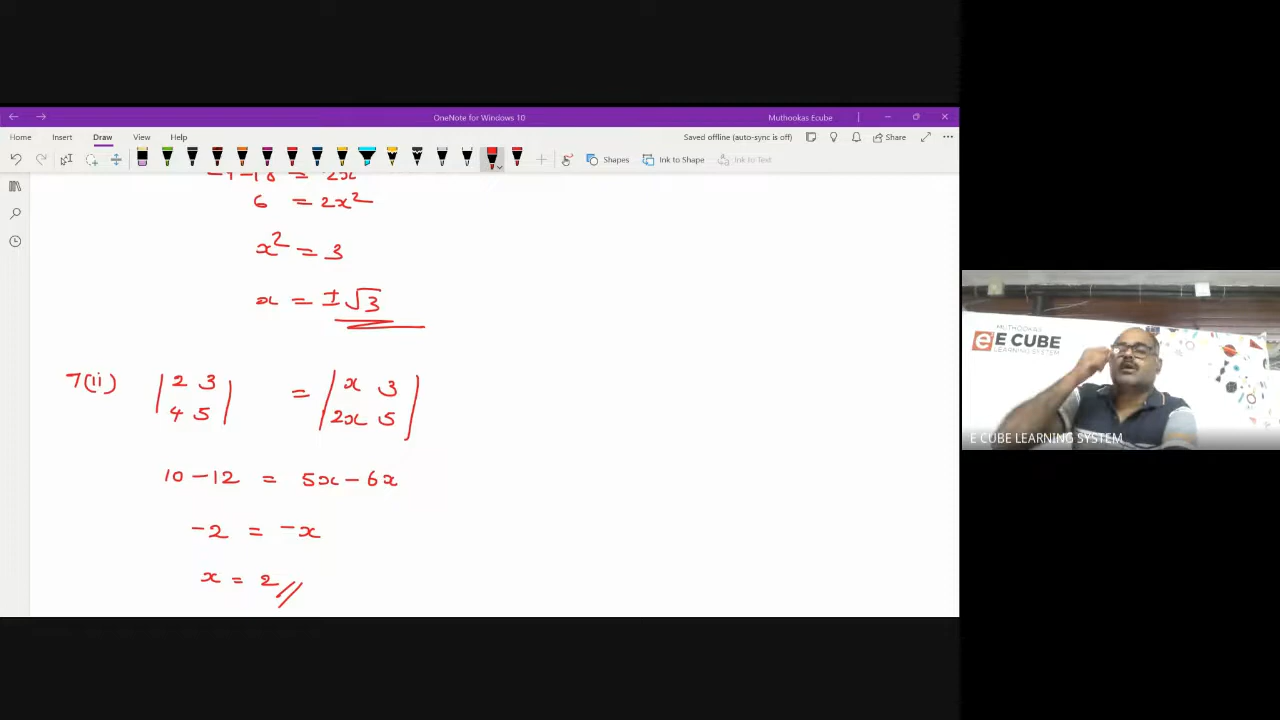 OneNote for Windows 10
Muthookas Ecube
Home Insert Draw View Help
Saved offline (auto-sync is off)
Share
Shapes
Ink to Shape
Ink to Text
6 = 2x²
x² = 3
x = ±√3
7(ii) |2 3| = |x 3|
|4 5| |2x 5|
10 - 12 = 5x - 6x
-2 = -x
x = 2 //
MUTHOOKAS
e E CUBE
LEARNING SYSTEM
E CUBE LEARNING SYSTEM